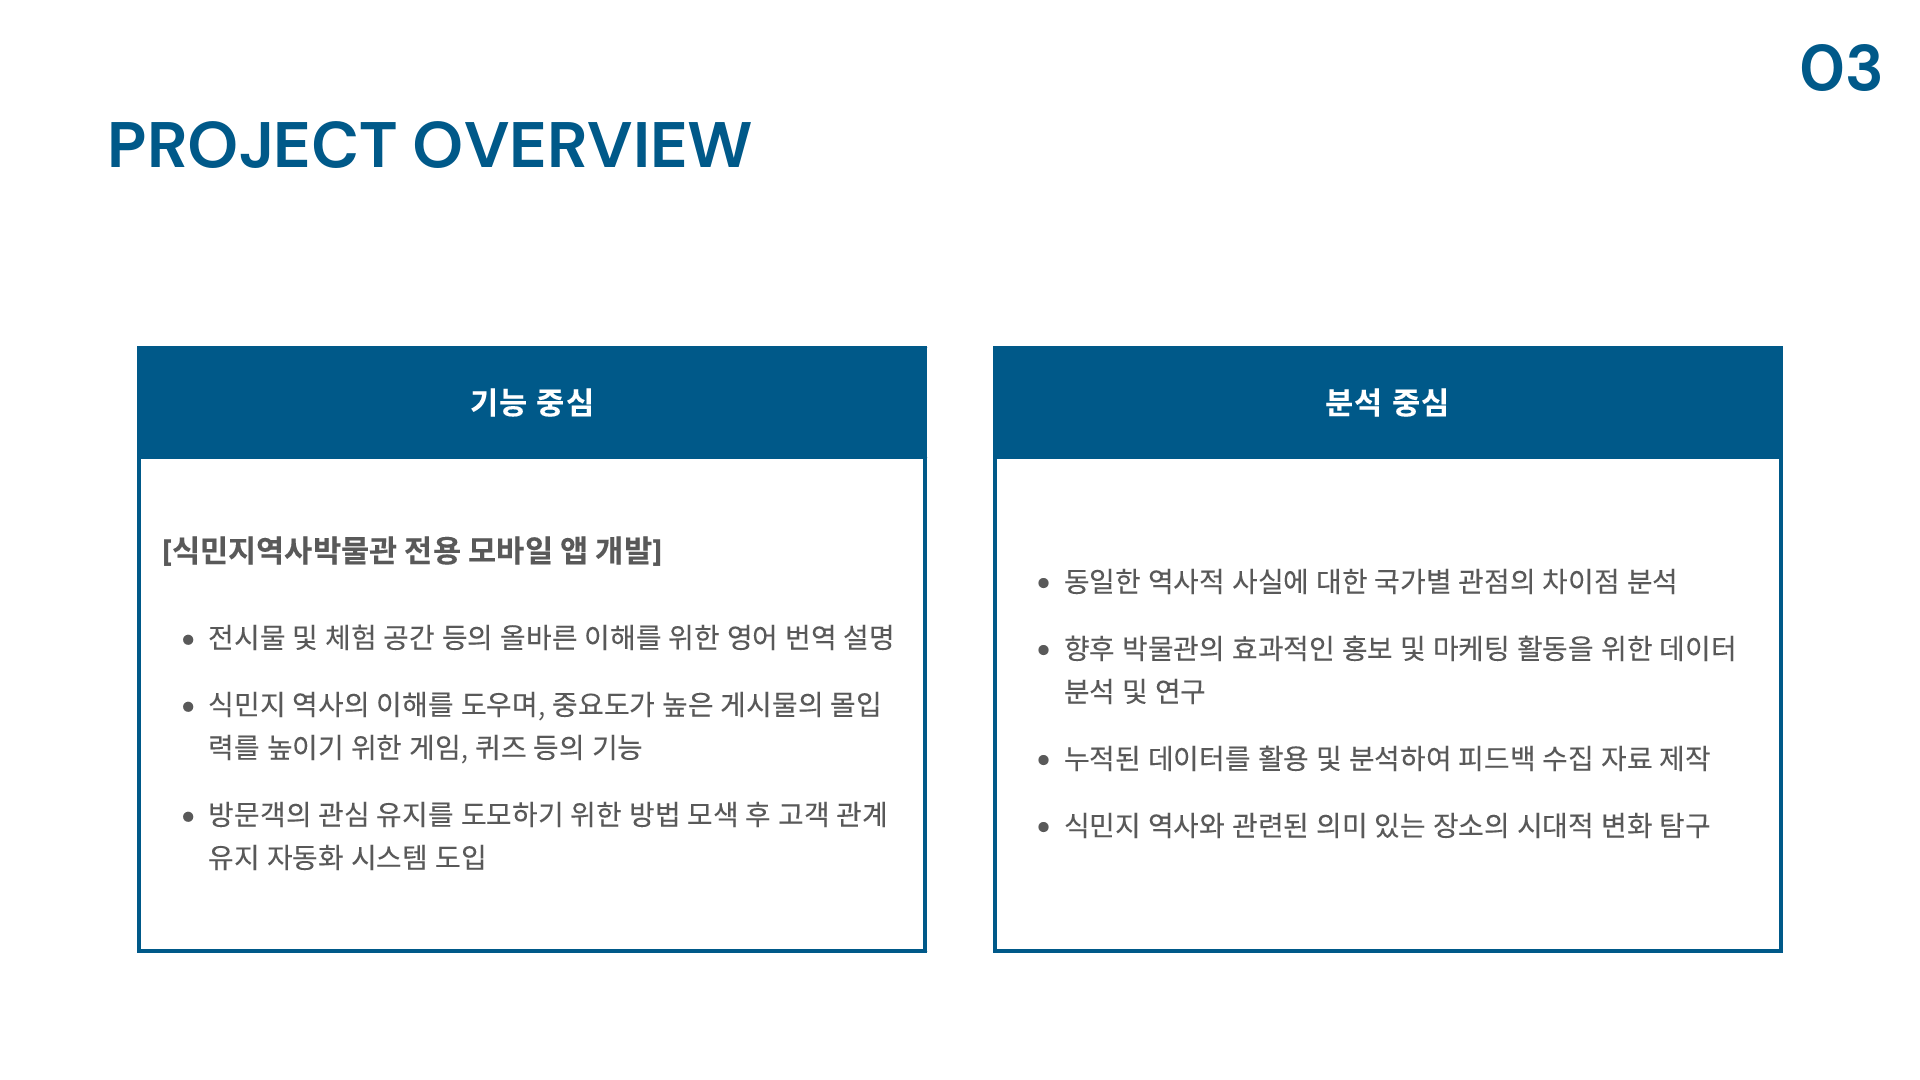 03
PROJECT OVERVIEW
기능 중심
[식민지역사박물관 전용 모바일 앱 개발]
• 전시물 및 체험 공간 등의 올바른 이해를 위한 영어 번역 설명
• 식민지 역사의 이해를 도우며, 중요도가 높은 게시물의 몰입
력를 높이기 위한 게임, 퀴즈 등의 기능
• 방문객의 관심 유지를 도모하기 위한 방법 모색 후 고객 관계
유지 자동화 시스템 도입
분석 중심
• 동일한 역사적 사실에 대한 국가별 관점의 차이점 분석
• 향후 박물관의 효과적인 홍보 및 마케팅 활동을 위한 데이터
분석 및 연구
• 누적된 데이터를 활용 및 분석하여 피드백 수집 자료 제작
• 식민지 역사와 관련된 의미 있는 장소의 시대적 변화 탐구